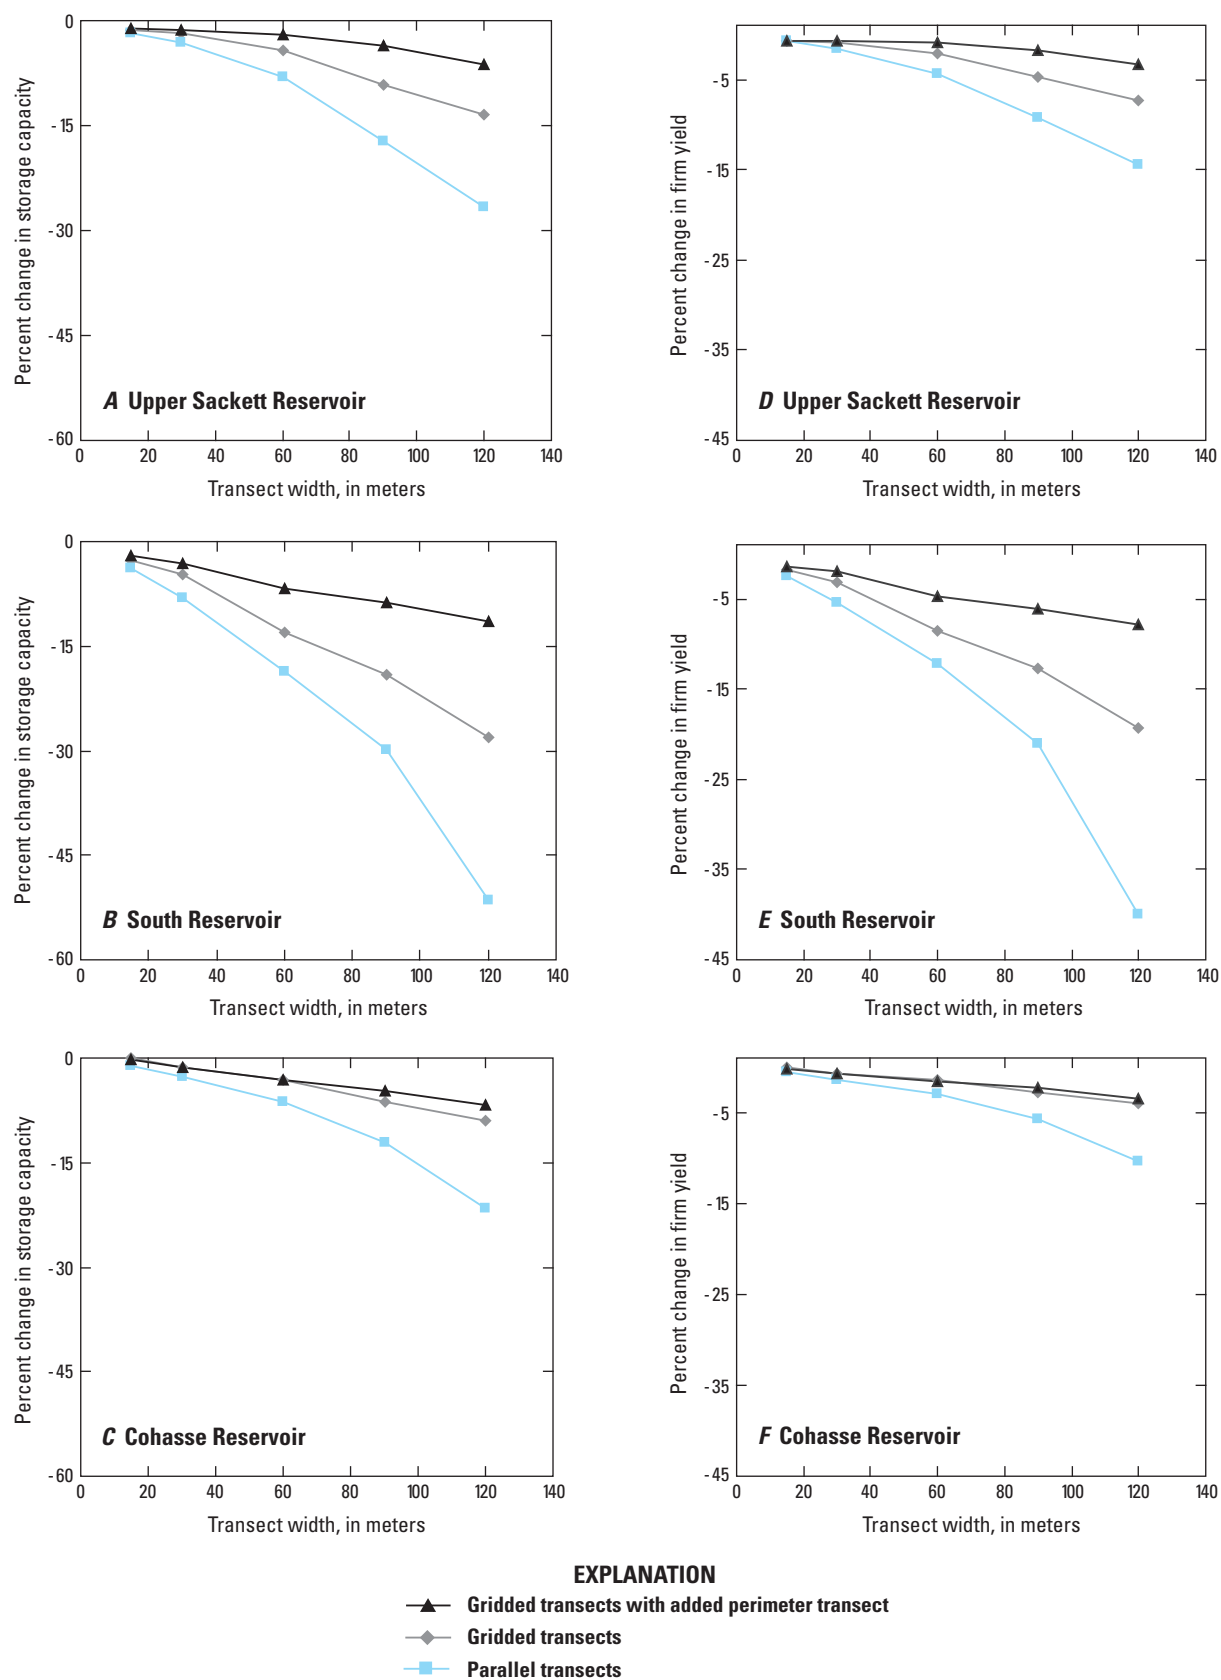 Percent change in storage capacity
0
-15
-30
-45
-60
A Upper Sackett Reservoir
0 20 40 60 80 100 120 140
Transect width, in meters
Percent change in firm yield
-5
-15
-25
-35
-45
D Upper Sackett Reservoir
0 20 40 60 80 100 120 140
Transect width, in meters
Percent change in storage capacity
0
-15
-30
-45
-60
B South Reservoir
0 20 40 60 80 100 120 140
Transect width, in meters
Percent change in firm yield
-5
-15
-25
-35
-45
E South Reservoir
0 20 40 60 80 100 120 140
Transect width, in meters
Percent change in storage capacity
0
-15
-30
-45
-60
C Cohasse Reservoir
0 20 40 60 80 100 120 140
Transect width, in meters
Percent change in firm yield
-5
-15
-25
-35
-45
F Cohasse Reservoir
0 20 40 60 80 100 120 140
Transect width, in meters
EXPLANATION
Gridded transects with added perimeter transect
Gridded transects
Parallel transects